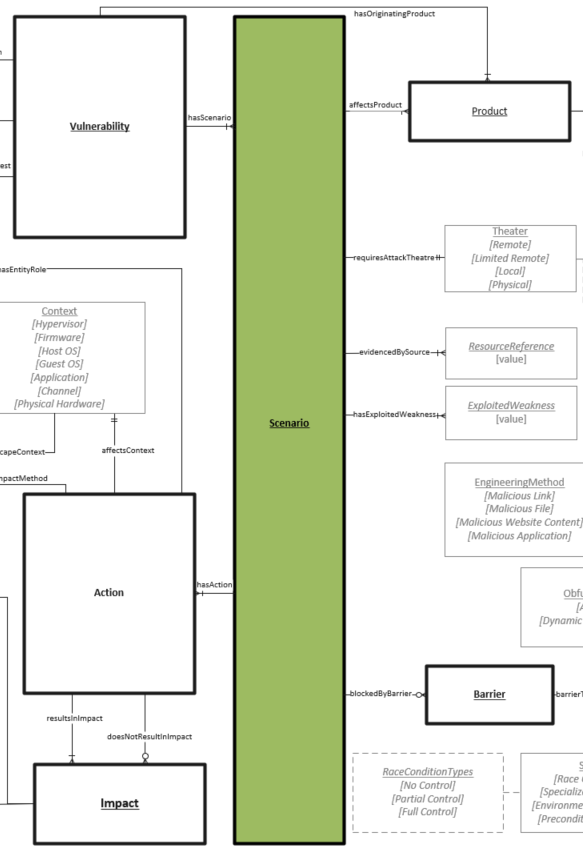 hasOriginatingProduct
Vulnerability
hasScenario
affectsProduct
Product
est
Theater
[Remote]
[Limited Remote]
[Local]
[Physical]
requiresAttackTheatre
asEntityRole
Context
[Hypervisor]
[Firmware]
[Host OS]
[Guest OS]
[Application]
[Channel]
[Physical Hardware]
evidencedBySource
ResourceReference
[value]
hasExploitedWeakness
ExploitedWeakness
[value]
Scenario
capeContext
affectsContext
mpactMethod
EngineeringMethod
[Malicious Link]
[Malicious File]
[Malicious Website Content]
[Malicious Application]
Action
hasAction
Obfu
[A
[Dynamic
blockedByBarrier
Barrier
barrierT
resultsInImpact
doesNotResultInImpact
Impact
RaceConditionTypes
[No Control]
[Partial Control]
[Full Control]
S
[Race
[Specializ
[Environme
[Precondit